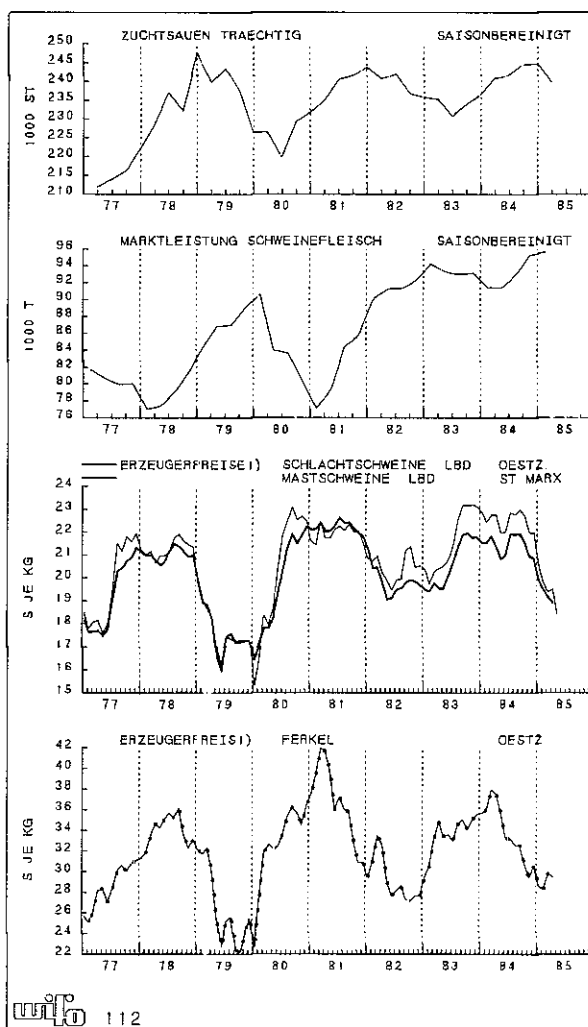 ZUCHTSAUEN TRAECHTIG SAISONBEREINIGT
1000 ST
250
245
240
235
230
225
220
215
210
77 78 79 80 81 82 83 84 85
MARKTLEISTUNG SCHWEINEFLEISCH SAISONBEREINIGT
1000 T
98
94
92
90
88
86
84
82
80
78
76
77 78 79 80 81 82 83 84 85
ERZEUGERPREISE1) SCHLACHTSCHWEINE LBD OESTZ.
MASTSCHWEINE LBD ST MARX
S JE KG
24
23
22
21
20
19
18
17
16
15
77 78 79 80 81 82 83 84 85
ERZEUGERPREIS1) FERKEL OESTZ
S JE KG
42
40
38
36
34
32
30
28
26
24
22
77 78 79 80 81 82 83 84 85
wifo 112